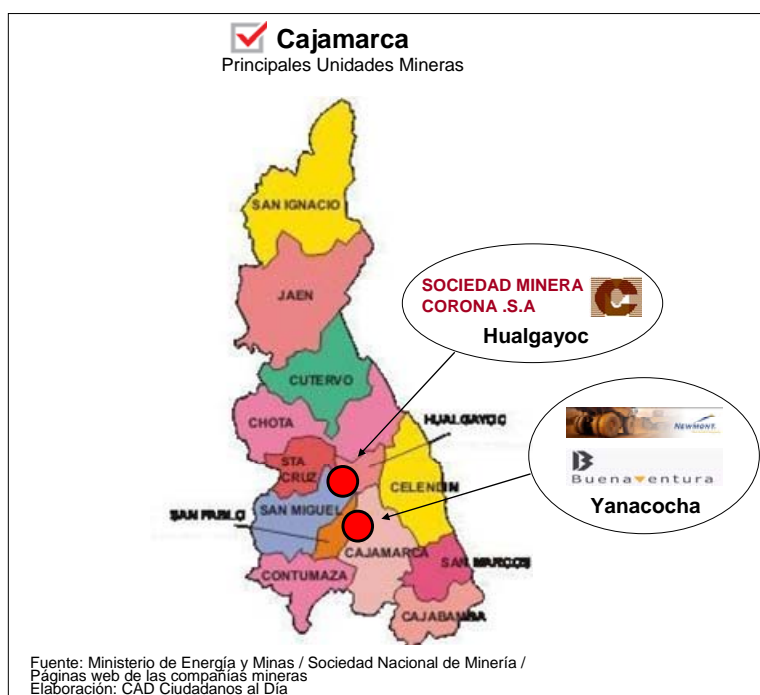 Cajamarca
Principales Unidades Mineras
SAN IGNACIO
JAEN
SOCIEDAD MINERA
CORONA .S.A
Hualgayoc
CUTERVO
CHOTA
HUALGAYOC
STA
CRUZ
CELENDIN
NEWMONT.
Buenaventura
Yanacocha
SAN MIGUEL
SAN PABLO
CAJAMARCA
SAN MARCOS
CONTUMAZA
CAJABAMBA
Fuente: Ministerio de Energía y Minas / Sociedad Nacional de Minería /
Páginas web de las compañías mineras
Elaboración: CAD Ciudadanos al Día